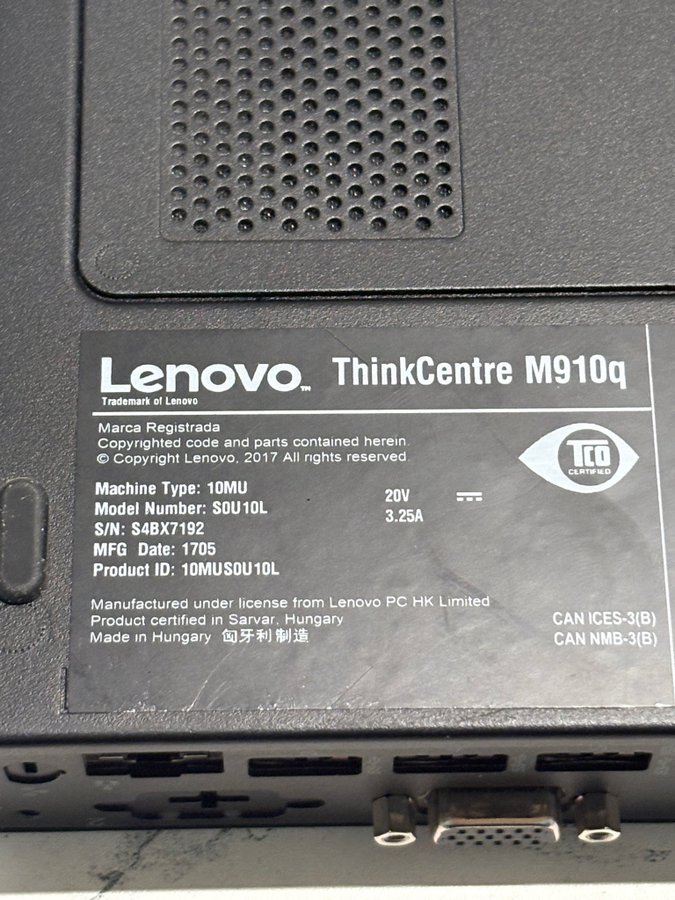 Lenovo™ ThinkCentre M910q
Trademark of Lenovo
Marca Registrada
Copyrighted code and parts contained herein.
© Copyright Lenovo, 2017 All rights reserved.
TCO
CERTIFIED
Machine Type: 10MU
Model Number: S0U10L
S/N: S4BX7192
MFG Date: 1705
Product ID: 10MUS0U10L
20V
3.25A
Manufactured under license from Lenovo PC HK Limited
Product certified in Sarvar, Hungary
Made in Hungary 匈牙利制造
CAN ICES-3(B)
CAN NMB-3(B)